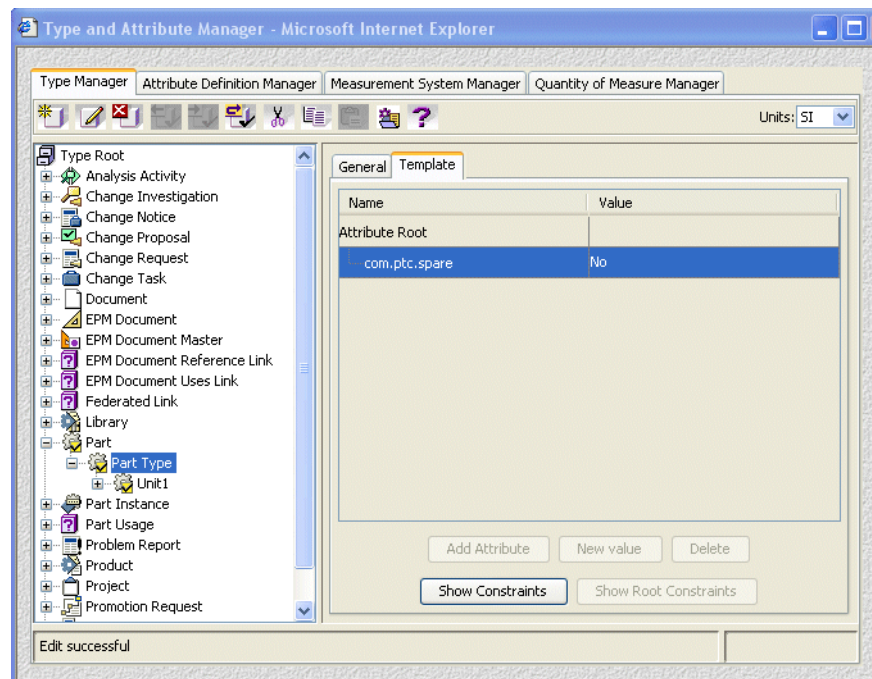 Type and Attribute Manager - Microsoft Internet Explorer
Type Manager Attribute Definition Manager Measurement System Manager Quantity of Measure Manager
Units: SI
Type Root
Analysis Activity
Change Investigation
Change Notice
Change Proposal
Change Request
Change Task
Document
EPM Document
EPM Document Master
EPM Document Reference Link
EPM Document Uses Link
Federated Link
Library
Part
Part Type
Unit1
Part Instance
Part Usage
Problem Report
Product
Project
Promotion Request
General Template
Name Value
Attribute Root
com.ptc.spare No
Add Attribute New value Delete
Show Constraints Show Root Constraints
Edit successful